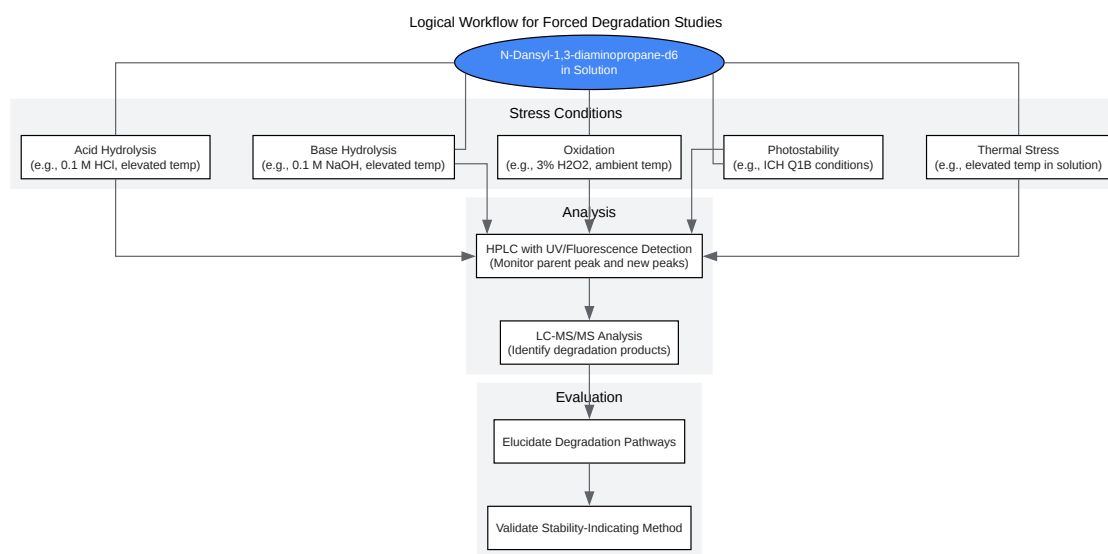 Logical Workflow for Forced Degradation Studies
N-Dansyl-1,3-diaminopropane-d6
in Solution
Stress Conditions
Acid Hydrolysis
(e.g., 0.1 M HCl, elevated temp)
Base Hydrolysis
(e.g., 0.1 M NaOH, elevated temp)
Oxidation
(e.g., 3% H2O2, ambient temp)
Photostability
(e.g., ICH Q1B conditions)
Thermal Stress
(e.g., elevated temp in solution)
Analysis
HPLC with UV/Fluorescence Detection
(Monitor parent peak and new peaks)
LC-MS/MS Analysis
(Identify degradation products)
Evaluation
Elucidate Degradation Pathways
Validate Stability-Indicating Method